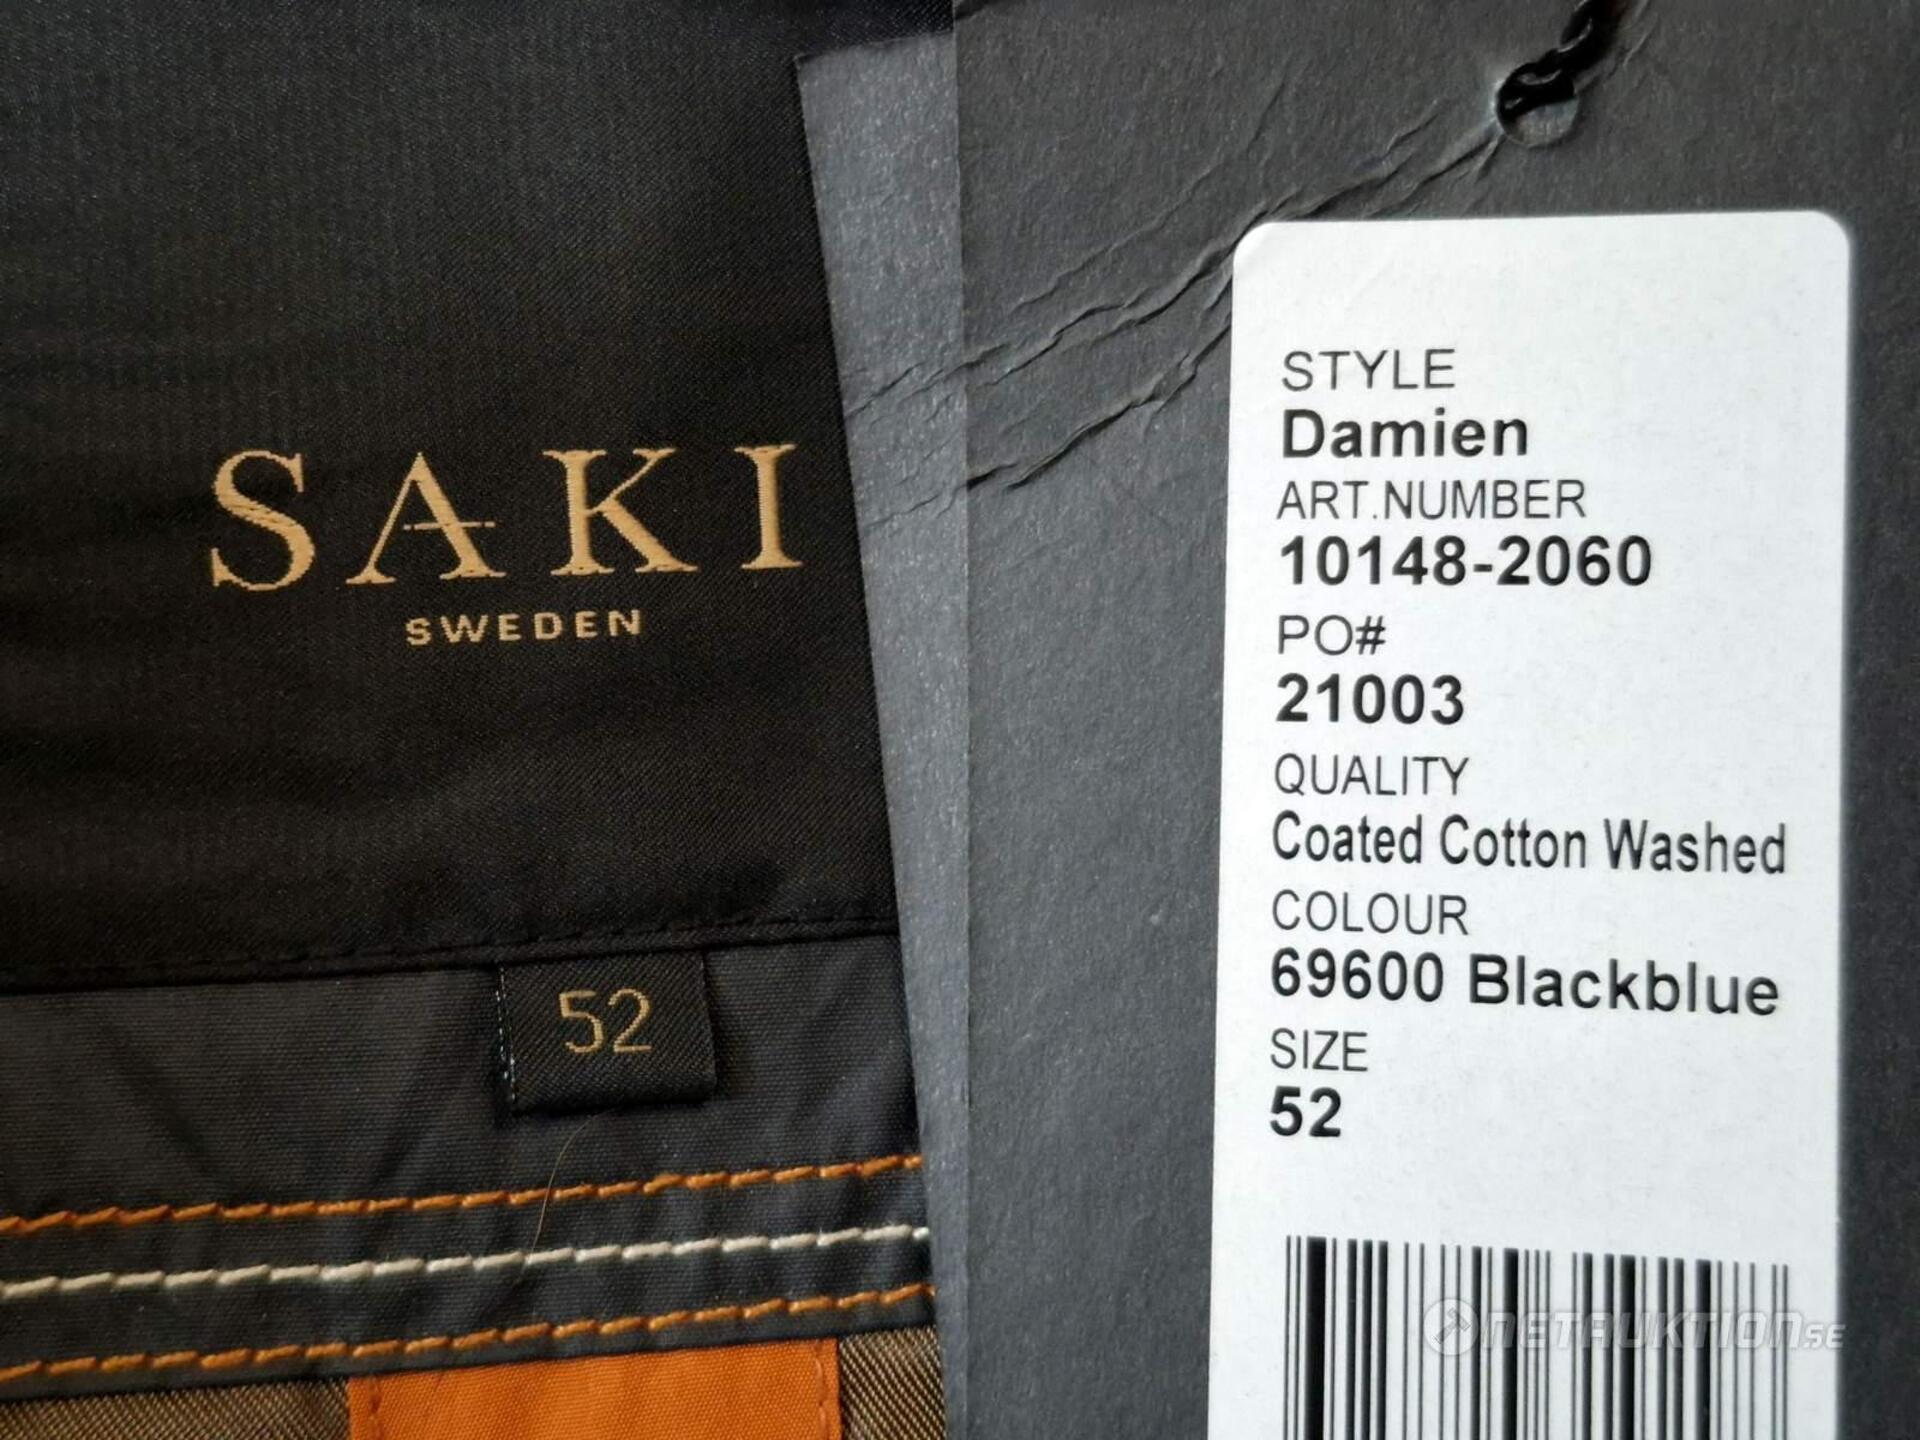 SAKI
SWEDEN
52
STYLE
Damien
ART.NUMBER
10148-2060
PO#
21003
QUALITY
Coated Cotton Washed
COLOUR
69600 Blackblue
SIZE
52
NETAUKTION.SE